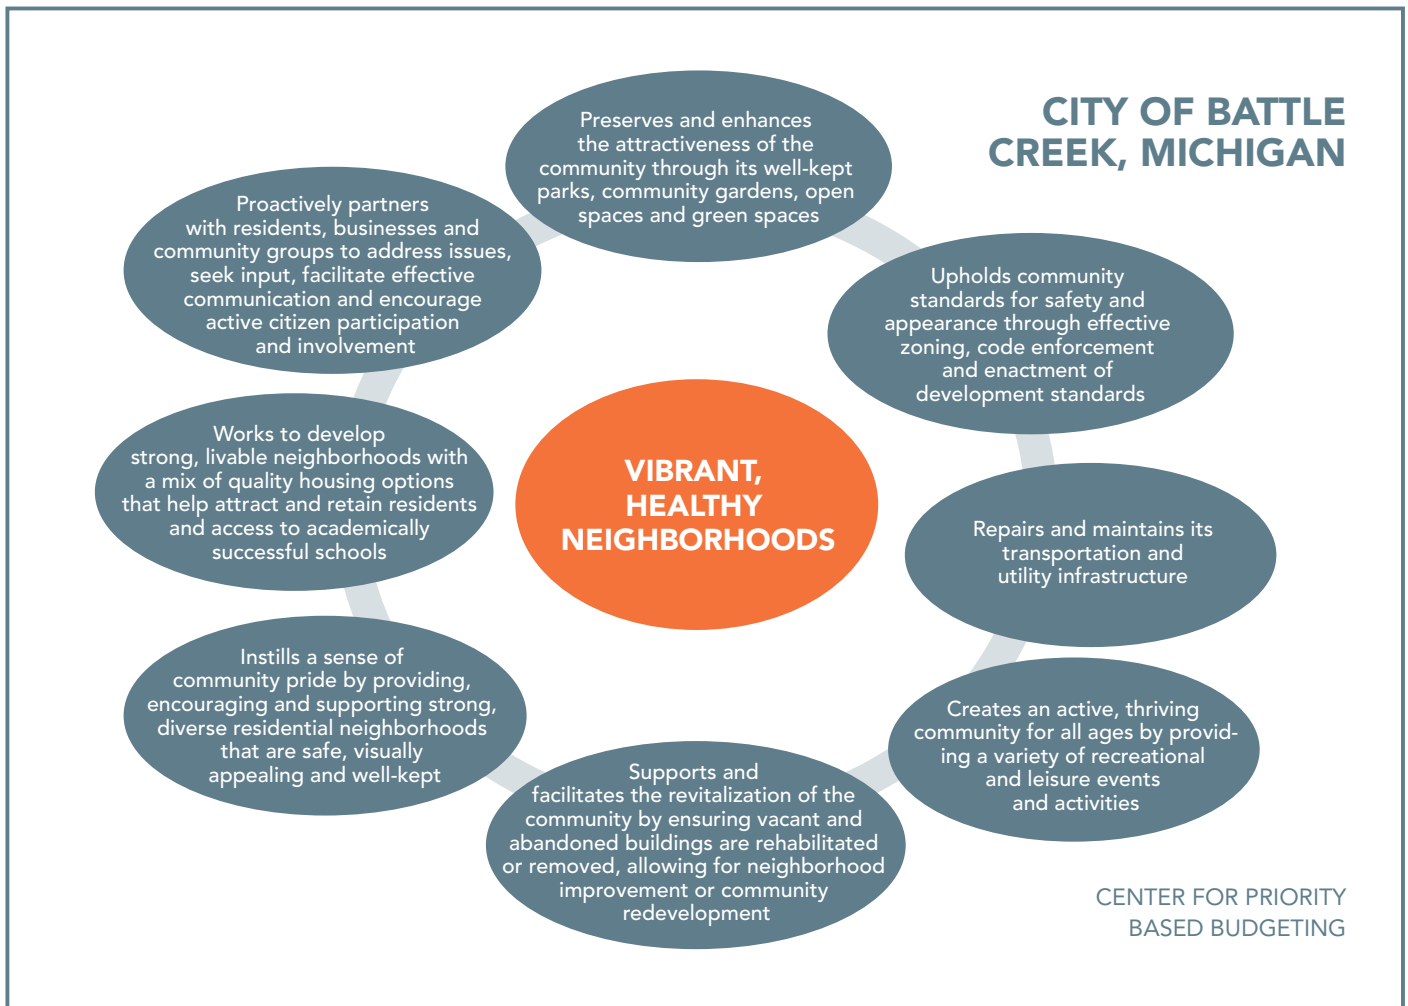 CITY OF BATTLE
CREEK, MICHIGAN
Preserves and enhances
the attractiveness of the
community through its well-kept
parks, community gardens, open
spaces and green spaces
Upholds community
standards for safety and
appearance through effective
zoning, code enforcement
and enactment of
development standards
Repairs and maintains its
transportation and
utility infrastructure
Creates an active, thriving
community for all ages by provid-
ing a variety of recreational
and leisure events
and activities
Supports and
facilitates the revitalization of the
community by ensuring vacant and
abandoned buildings are rehabilitated
or removed, allowing for neighborhood
improvement or community
redevelopment
Instills a sense of
community pride by providing,
encouraging and supporting strong,
diverse residential neighborhoods
that are safe, visually
appealing and well-kept
Works to develop
strong, livable neighborhoods with
a mix of quality housing options
that help attract and retain residents
and access to academically
successful schools
Proactively partners
with residents, businesses and
community groups to address issues,
seek input, facilitate effective
communication and encourage
active citizen participation
and involvement
VIBRANT,
HEALTHY
NEIGHBORHOODS
CENTER FOR PRIORITY
BASED BUDGETING